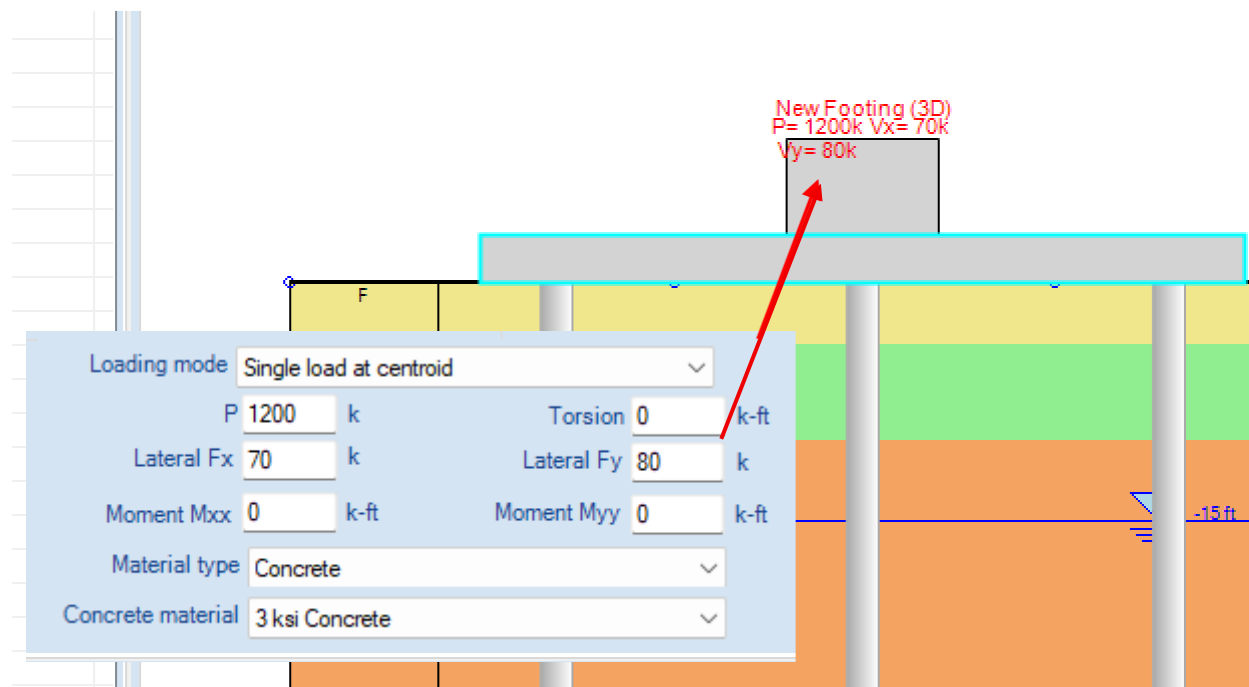 New Footing (3D)
P= 1200k Vx= 70k
Vy= 80k
F
Loading mode Single load at centroid
P 1200 k Torsion 0 k-ft
Lateral Fx 70 k Lateral Fy 80 k
Moment Mxx 0 k-ft Moment Myy 0 k-ft
-15 ft
Material type Concrete
Concrete material 3 ksi Concrete